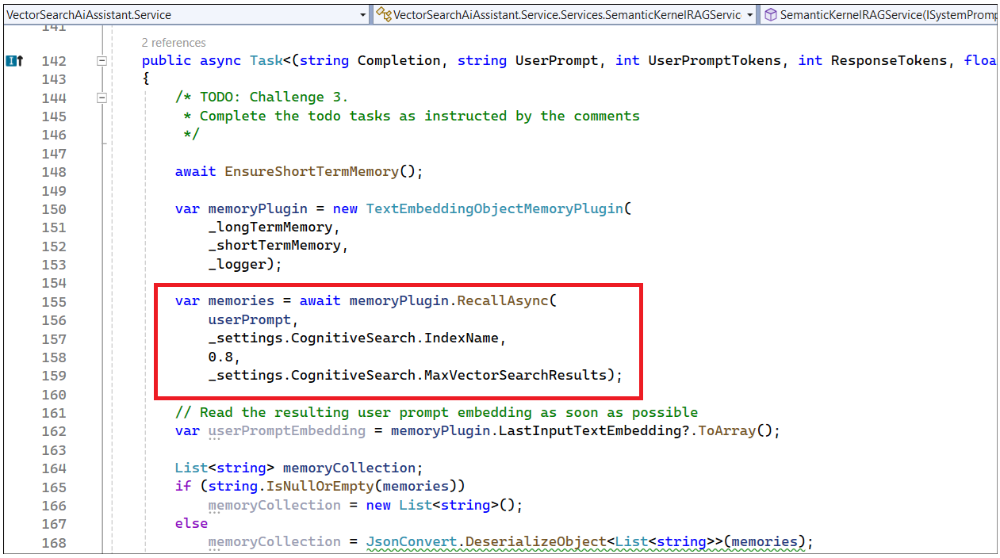 VectorSearchAiAssistant.Service VectorSearchAiAssistant.Service.Services.SemanticKernelRAGServic SemanticKernelRAGService(ISystemPromp
141
2 references
142 public async Task<(string Completion, string UserPrompt, int UserPromptTokens, int ResponseTokens, floa
143 {
144 /* TODO: Challenge 3.
145 * Complete the todo tasks as instructed by the comments
146 */
147
148 await EnsureShortTermMemory();
149
150 var memoryPlugin = new TextEmbeddingObjectMemoryPlugin(
151 _longTermMemory,
152 _shortTermMemory,
153 _logger);
154
155 var memories = await memoryPlugin.RecallAsync(
156 userPrompt,
157 _settings.CognitiveSearch.IndexName,
158 0.8,
159 _settings.CognitiveSearch.MaxVectorSearchResults);
160
161 // Read the resulting user prompt embedding as soon as possible
162 var userPromptEmbedding = memoryPlugin.LastInputTextEmbedding?.ToArray();
163
164 List<string> memoryCollection;
165 if (string.IsNullOrEmpty(memories))
166 memoryCollection = new List<string>();
167 else
168 memoryCollection = JsonConvert.DeserializeObject<List<string>>(memories);